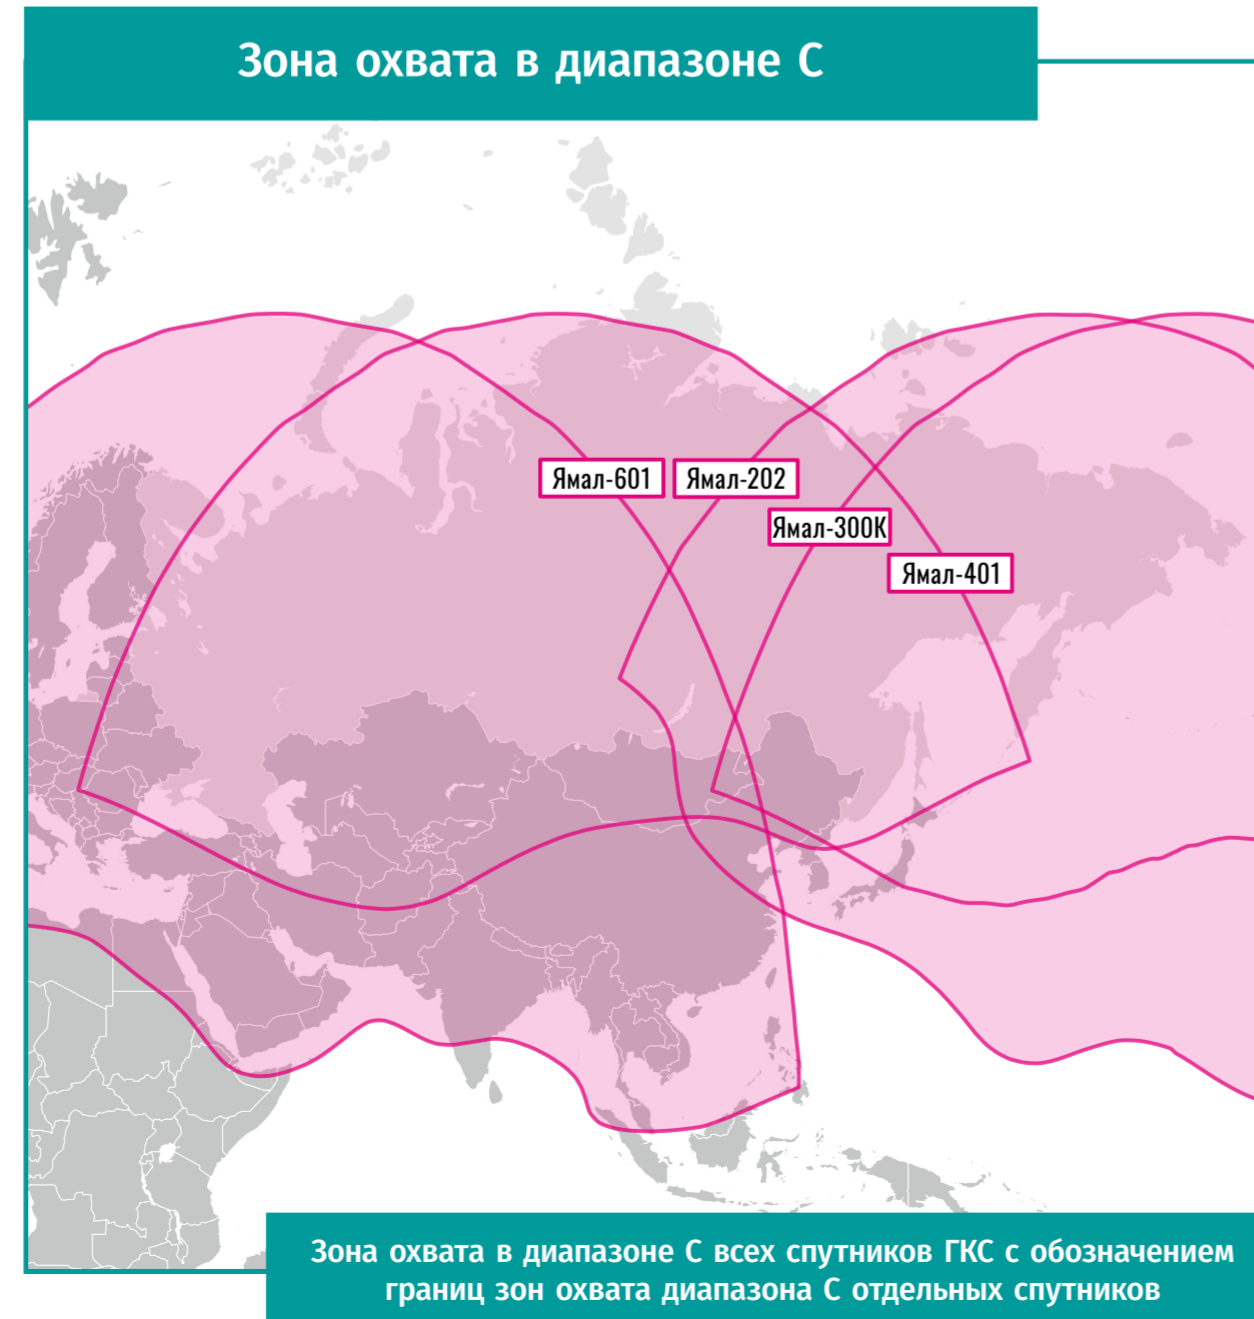 Зона охвата в диапазоне С
Ямал-601
Ямал-202
Ямал-300К
Ямал-401
Зона охвата в диапазоне С всех спутников ГКС с обозначением
границ зон охвата диапазона С отдельных спутников